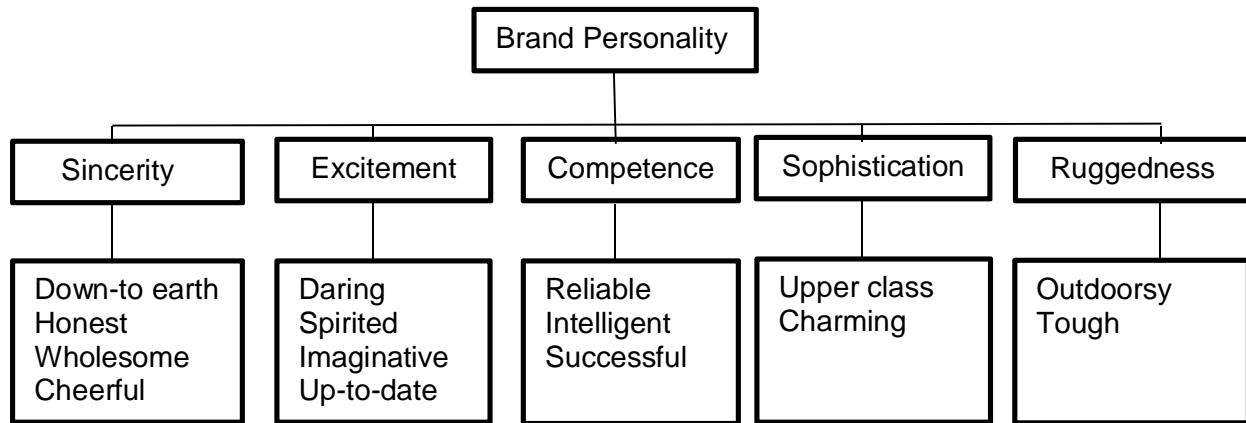 Brand Personality
Sincerity
Excitement
Competence
Sophistication
Ruggedness
Down-to earth
Honest
Wholesome
Cheerful
Daring
Spirited
Imaginative
Up-to-date
Reliable
Intelligent
Successful
Upper class
Charming
Outdoorsy
Tough